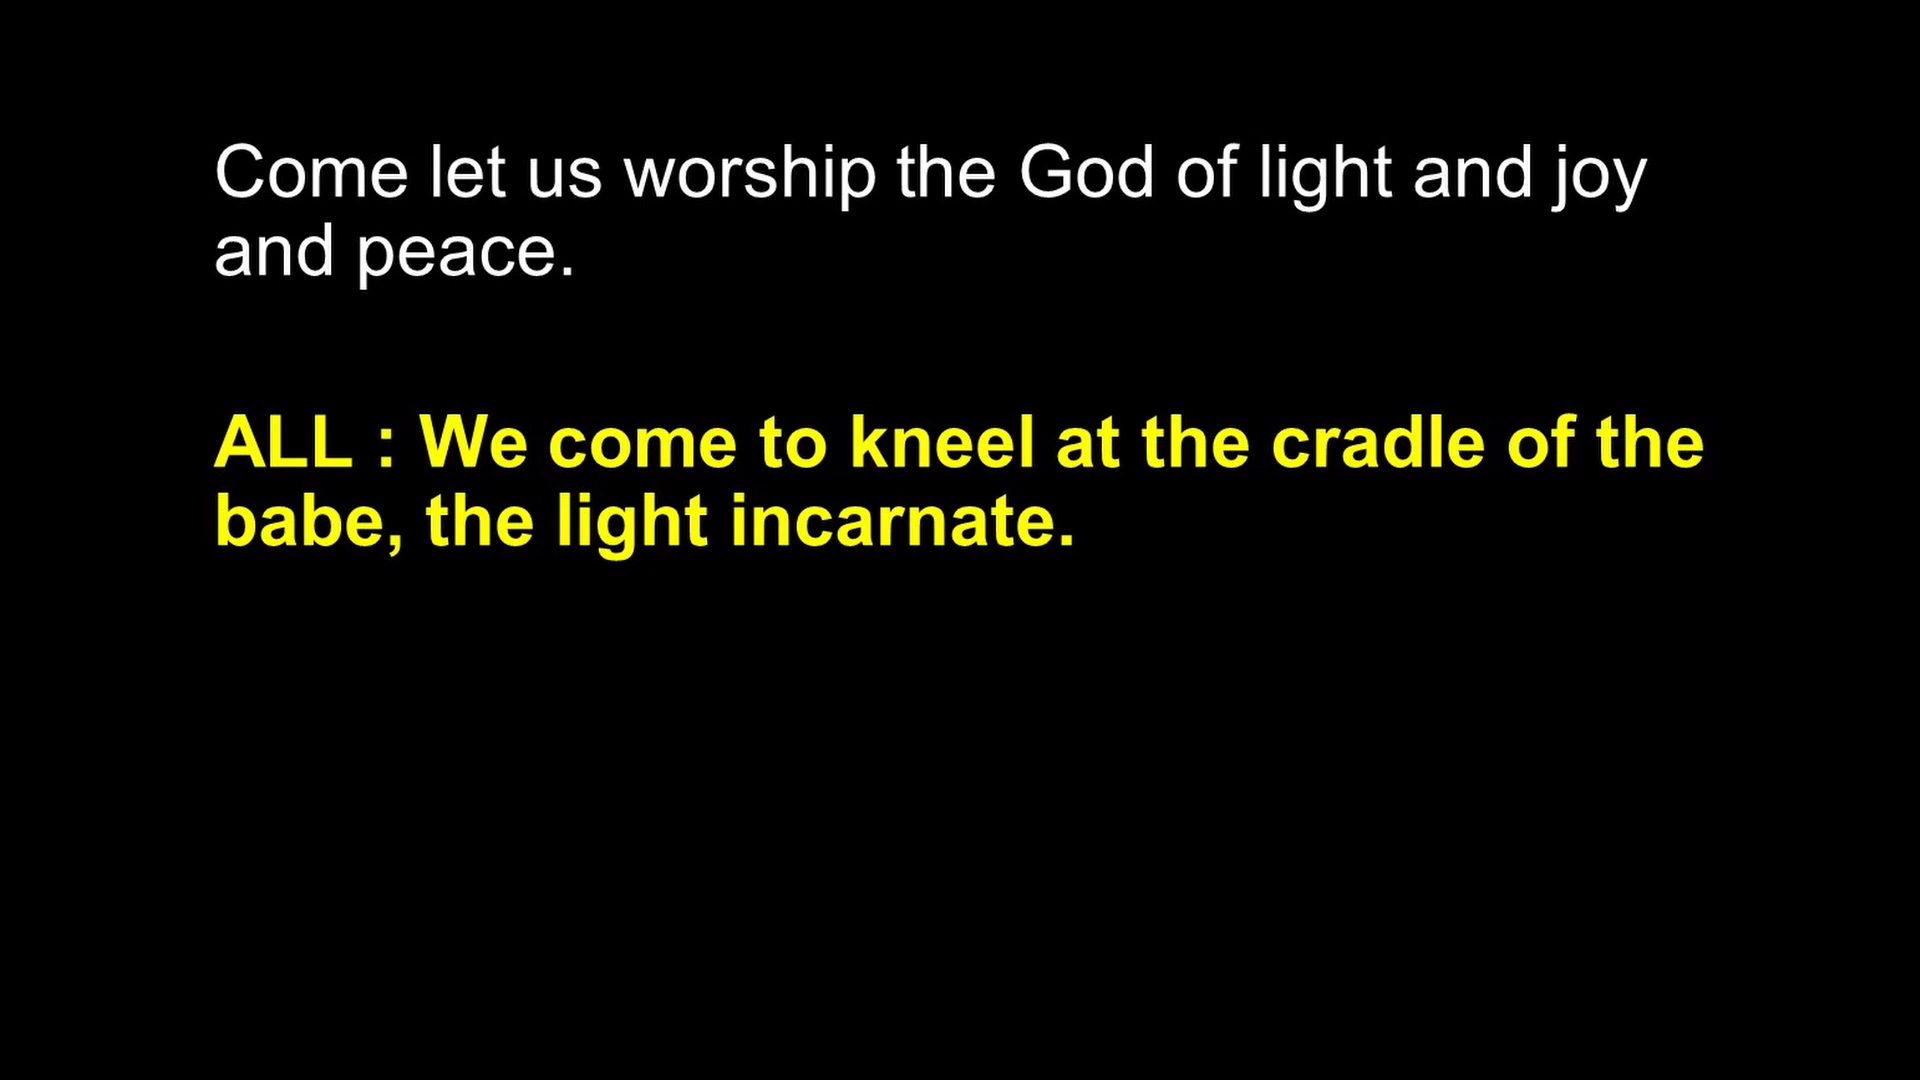 Come let us worship the God of light and joy
and peace.
ALL : We come to kneel at the cradle of the
babe, the light incarnate.